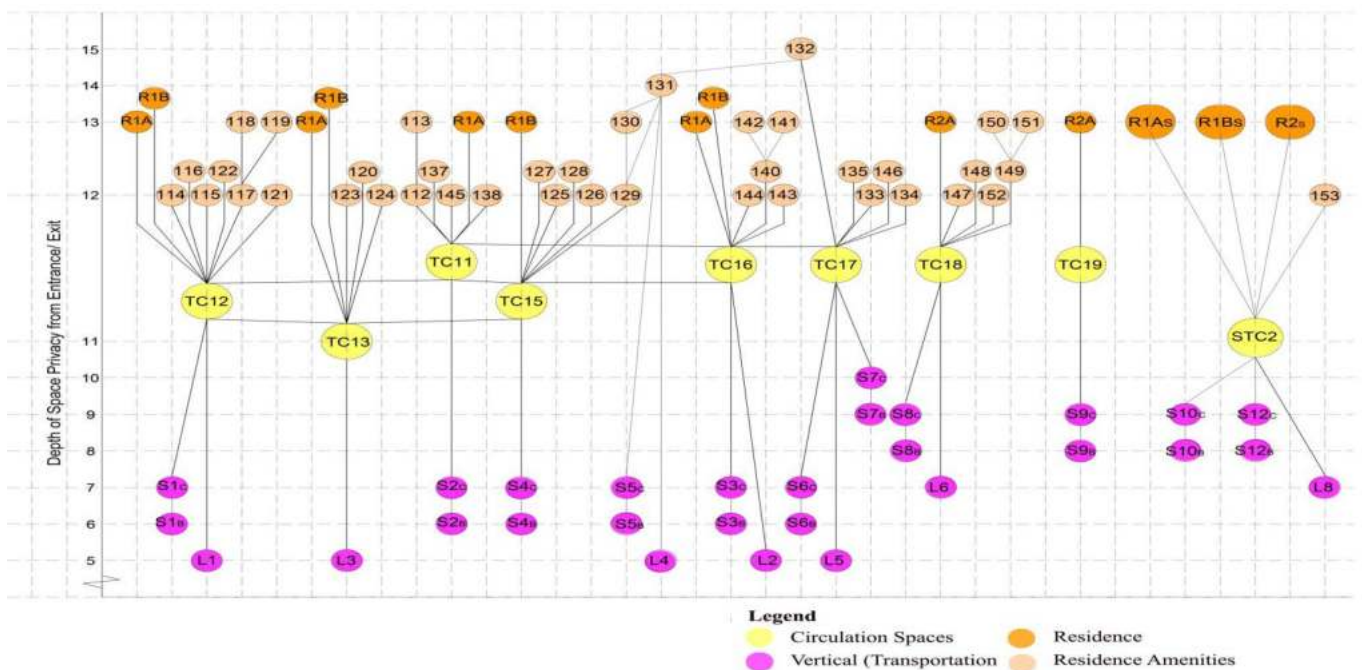 Depth of Space Privacy from Entrance/ Exit
15
132
14
131
R1B
R1B
R1B
13
R1A
118
119
R1A
113
R1A
R1B
130
R1A
142
141
R2A
150
151
R2A
R1AS
R1BS
R2S
116
122
120
137
127
128
140
135
146
148
149
12
114
115
117
121
123
124
112
145
138
125
126
129
144
143
133
134
147
152
153
TC11
TC16
TC17
TC18
TC19
TC12
TC15
11
TC13
STC2
10
S7C
9
S7B
S8C
S9C
S10C
S12C
8
S8B
S9B
S10B
S12B
7
S1C
S2C
S4C
S5C
S3C
S6C
L6
L8
6
S1B
S2B
S4B
S5B
S3B
S6B
5
L1
L3
L4
L2
L5
Legend
Circulation Spaces
Residence
Vertical (Transportation
Residence Amenities